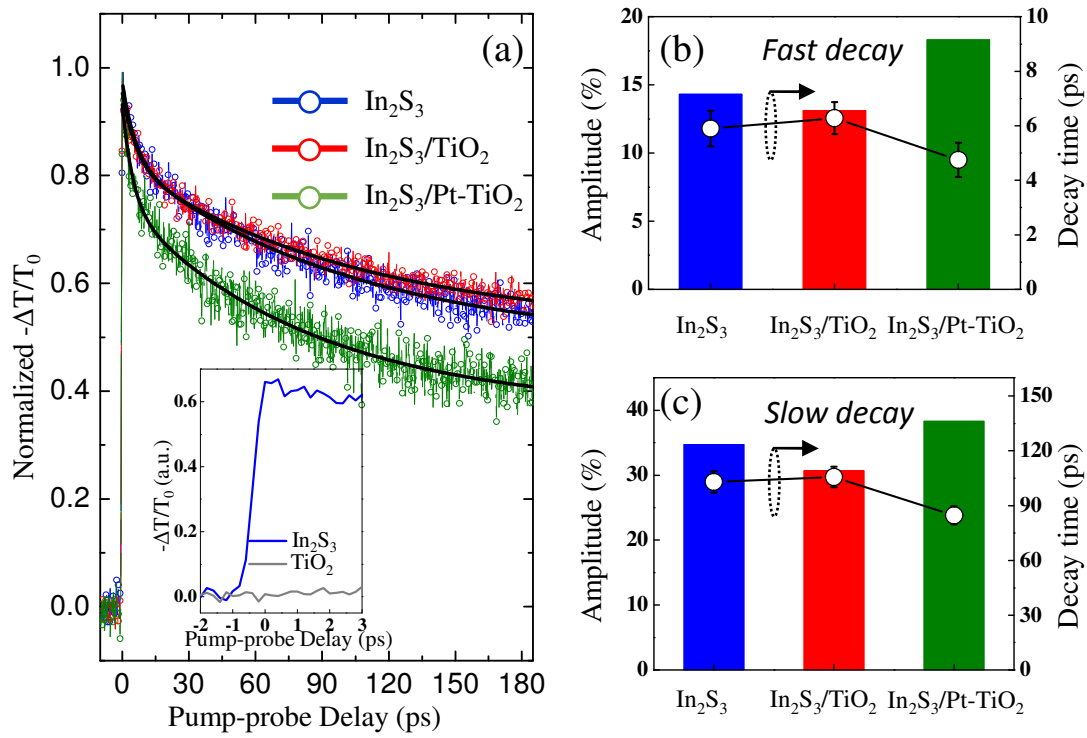 (a)
Normalized -ΔT/T₀
1.0
0.8
0.6
0.4
0.2
0.0
In₂S₃
In₂S₃/TiO₂
In₂S₃/Pt-TiO₂
-ΔT/T₀ (a.u.)
0.6
0.4
0.2
0.0
In₂S₃
TiO₂
-2 -1 0 1 2 3
Pump-probe Delay (ps)
0 30 60 90 120 150 180
Pump-probe Delay (ps)
(b)
Fast decay
Amplitude (%)
20
15
10
5
0
Decay time (ps)
10
8
6
4
2
0
In₂S₃ In₂S₃/TiO₂ In₂S₃/Pt-TiO₂
(c)
Slow decay
Amplitude (%)
40
30
20
10
0
Decay time (ps)
150
120
90
60
30
0
In₂S₃ In₂S₃/TiO₂ In₂S₃/Pt-TiO₂